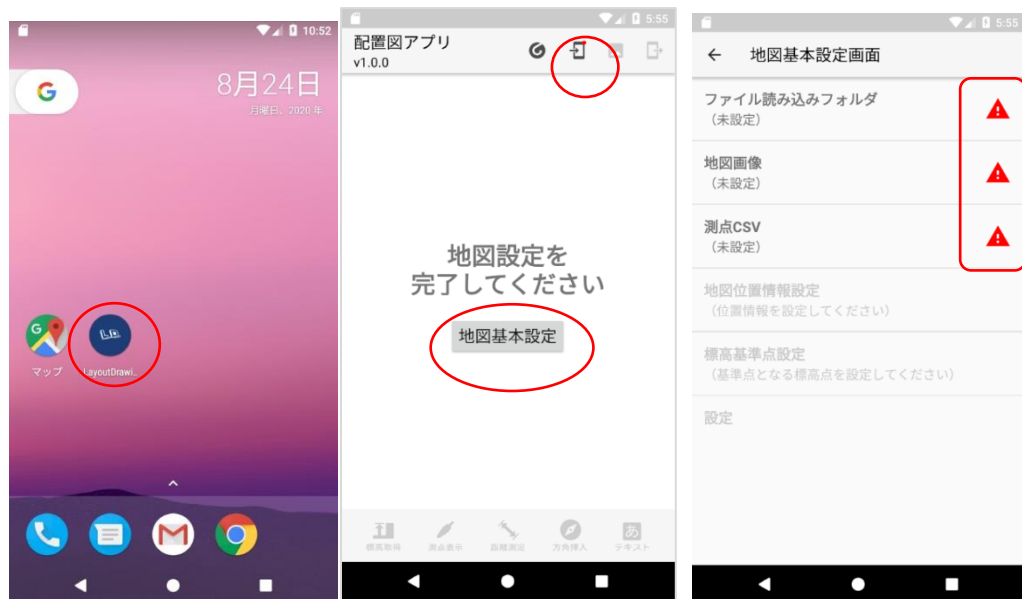 10:52
G
8月24日
月曜日、2020 年
G
マップ
LD
LayoutDrawi..
5:55
配置図アプリ
v1.0.0
地図設定を
完了してください
地図基本設定
標高取得
測点表示
距離測定
方角挿入
あ
テキスト
5:55
地図基本設定画面
ファイル読み込みフォルダ
（未設定）
地図画像
（未設定）
測点CSV
（未設定）
地図位置情報設定
（位置情報を設定してください）
標高基準点設定
（基準点となる標高点を設定してください）
設定